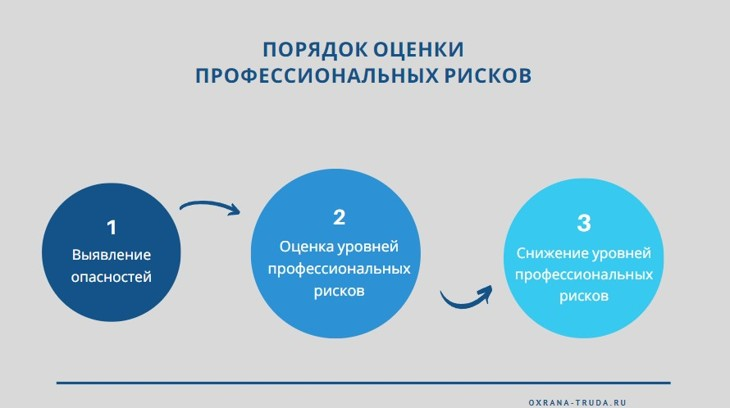 ПОРЯДОК ОЦЕНКИ
ПРОФЕССИОНАЛЬНЫХ РИСКОВ
1
Выявление
опасностей
2
Оценка уровней
профессиональных
рисков
3
Снижение уровней
профессиональных
рисков
OXRANA-TRUDA.RU